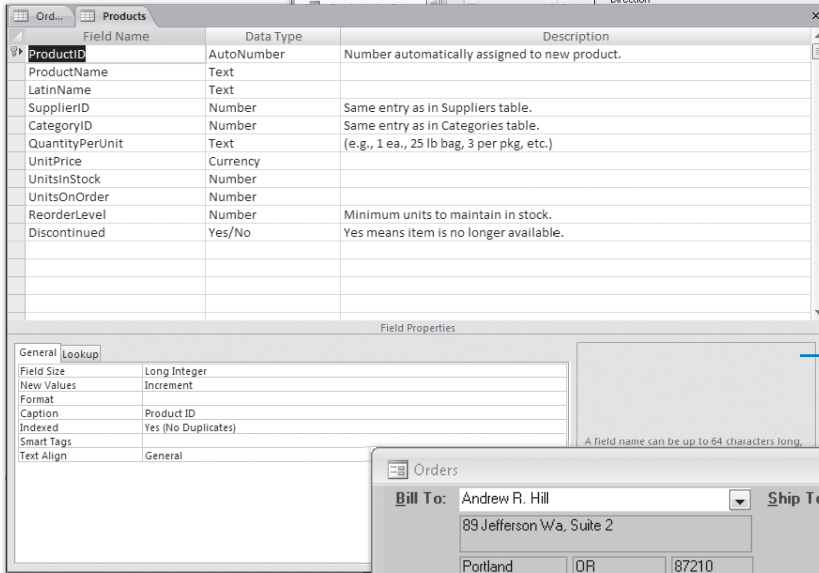 Direction
Ord... Products
Field Name Data Type Description
ProductID AutoNumber Number automatically assigned to new product.
ProductName Text
LatinName Text
SupplierID Number Same entry as in Suppliers table.
CategoryID Number Same entry as in Categories table.
QuantityPerUnit Text (e.g., 1 ea., 25 lb bag, 3 per pkg, etc.)
UnitPrice Currency
UnitsInStock Number
UnitsOnOrder Number
ReorderLevel Number Minimum units to maintain in stock.
Discontinued Yes/No Yes means item is no longer available.
Field Properties
General Lookup
Field Size Long Integer
New Values Increment
Format
Caption Product ID
Indexed Yes (No Duplicates)
Smart Tags
Text Align General
A field name can be up to 64 characters long,
Orders
Bill To: Andrew R. Hill Ship To
89 Jefferson Wa, Suite 2
Portland OR 87210